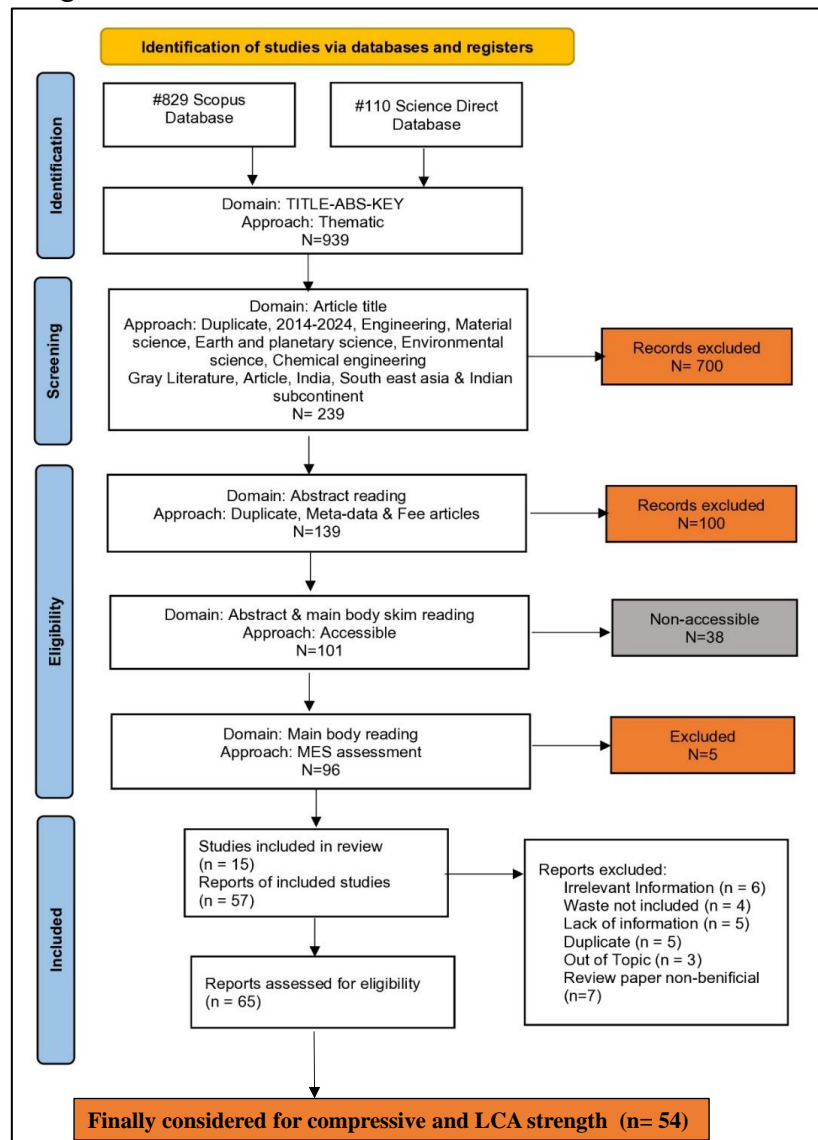 Identification of studies via databases and registers
Identification
#829 Scopus
Database
#110 Science Direct
Database
Domain: TITLE-ABS-KEY
Approach: Thematic
N=939
Screening
Domain: Article title
Approach: Duplicate, 2014-2024, Engineering, Material
science, Earth and planetary science, Environmental
science, Chemical engineering
Gray Literature, Article, India, South east asia & Indian
subcontinent
N= 239
Records excluded
N= 700
Eligibility
Domain: Abstract reading
Approach: Duplicate, Meta-data & Fee articles
N=139
Records excluded
N=100
Domain: Abstract & main body skim reading
Approach: Accessible
N=101
Non-accessible
N=38
Domain: Main body reading
Approach: MES assessment
N=96
Excluded
N=5
Included
Studies included in review
(n = 15)
Reports of included studies
(n = 57)
Reports excluded:
Irrelevant Information (n = 6)
Waste not included (n = 4)
Lack of information (n = 5)
Duplicate (n = 5)
Out of Topic (n = 3)
Review paper non-benificial
(n=7)
Reports assessed for eligibility
(n = 65)
Finally considered for compressive and LCA strength (n= 54)